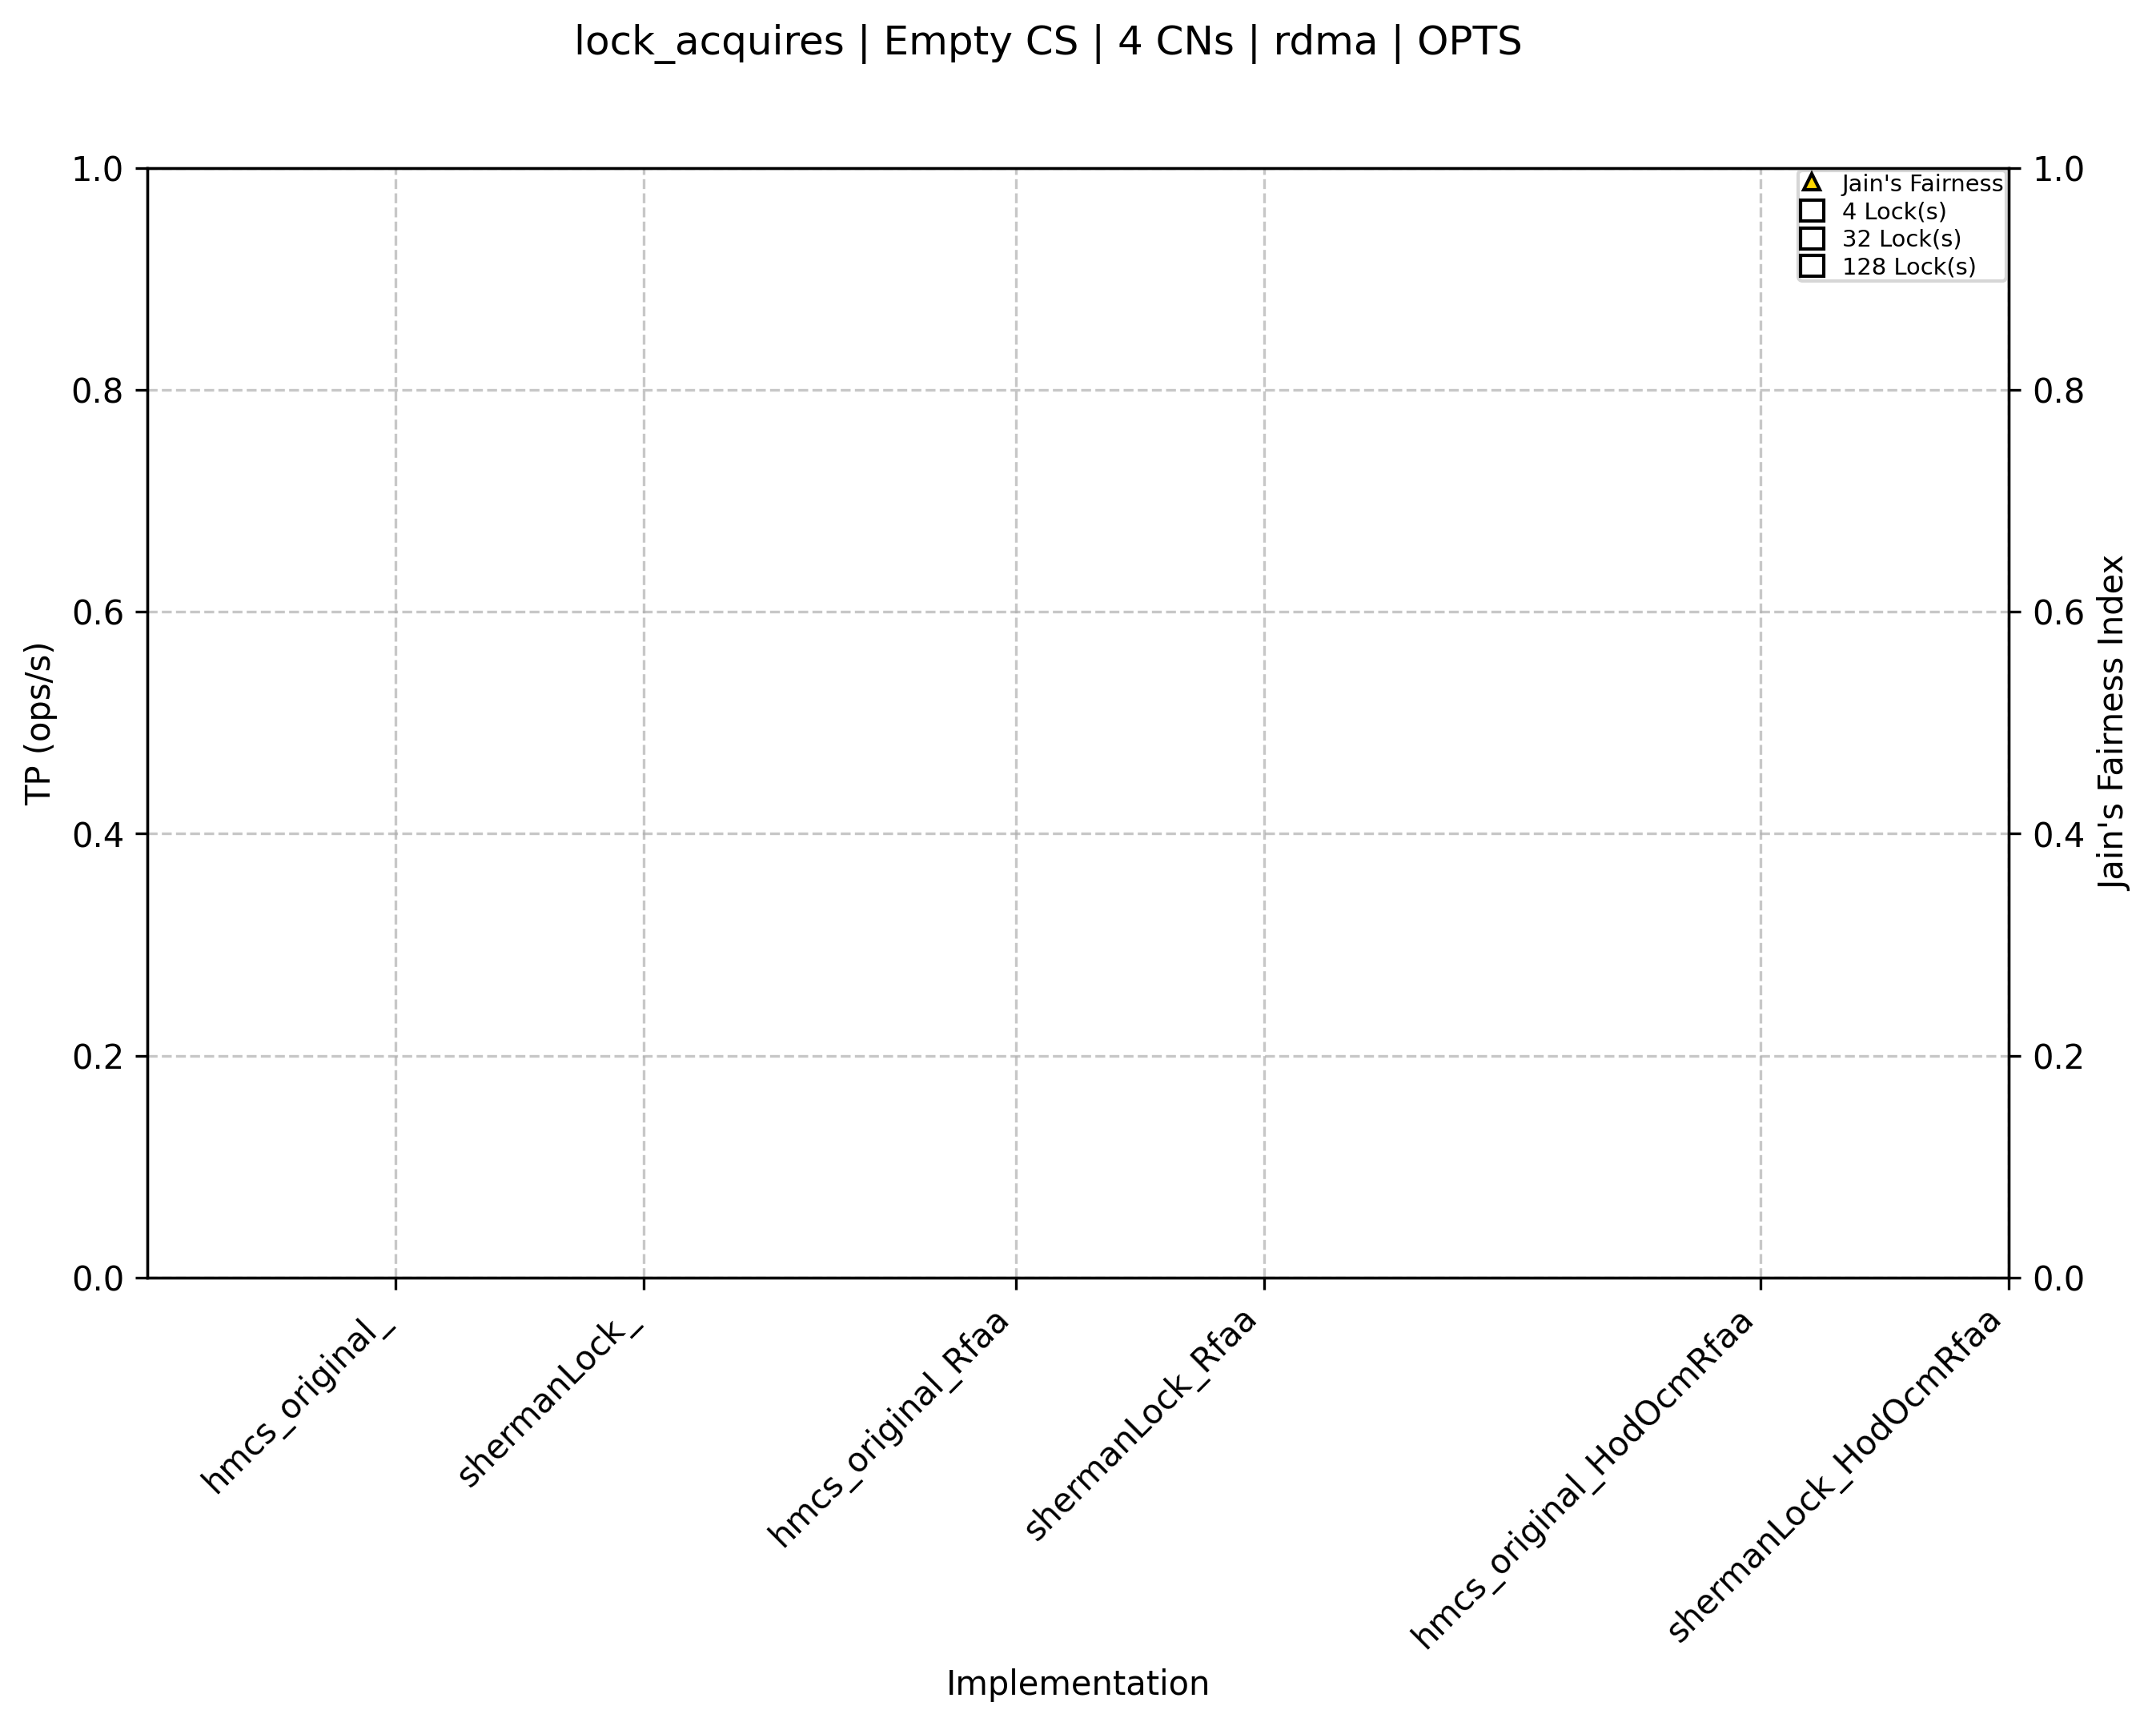 lock_acquires | Empty CS | 4 CNs | rdma | OPTS
1.0
0.8
0.6
0.4
0.2
0.0
TP (ops/s)
Jain's Fairness
4 Lock(s)
32 Lock(s)
128 Lock(s)
1.0
0.8
0.6
0.4
0.2
0.0
Jain's Fairness Index
hmcs_original_
shermanLock_
hmcs_original_Rfaa
shermanLock_Rfaa
hmcs_original_HodOcmRfaa
shermanLock_HodOcmRfaa
Implementation